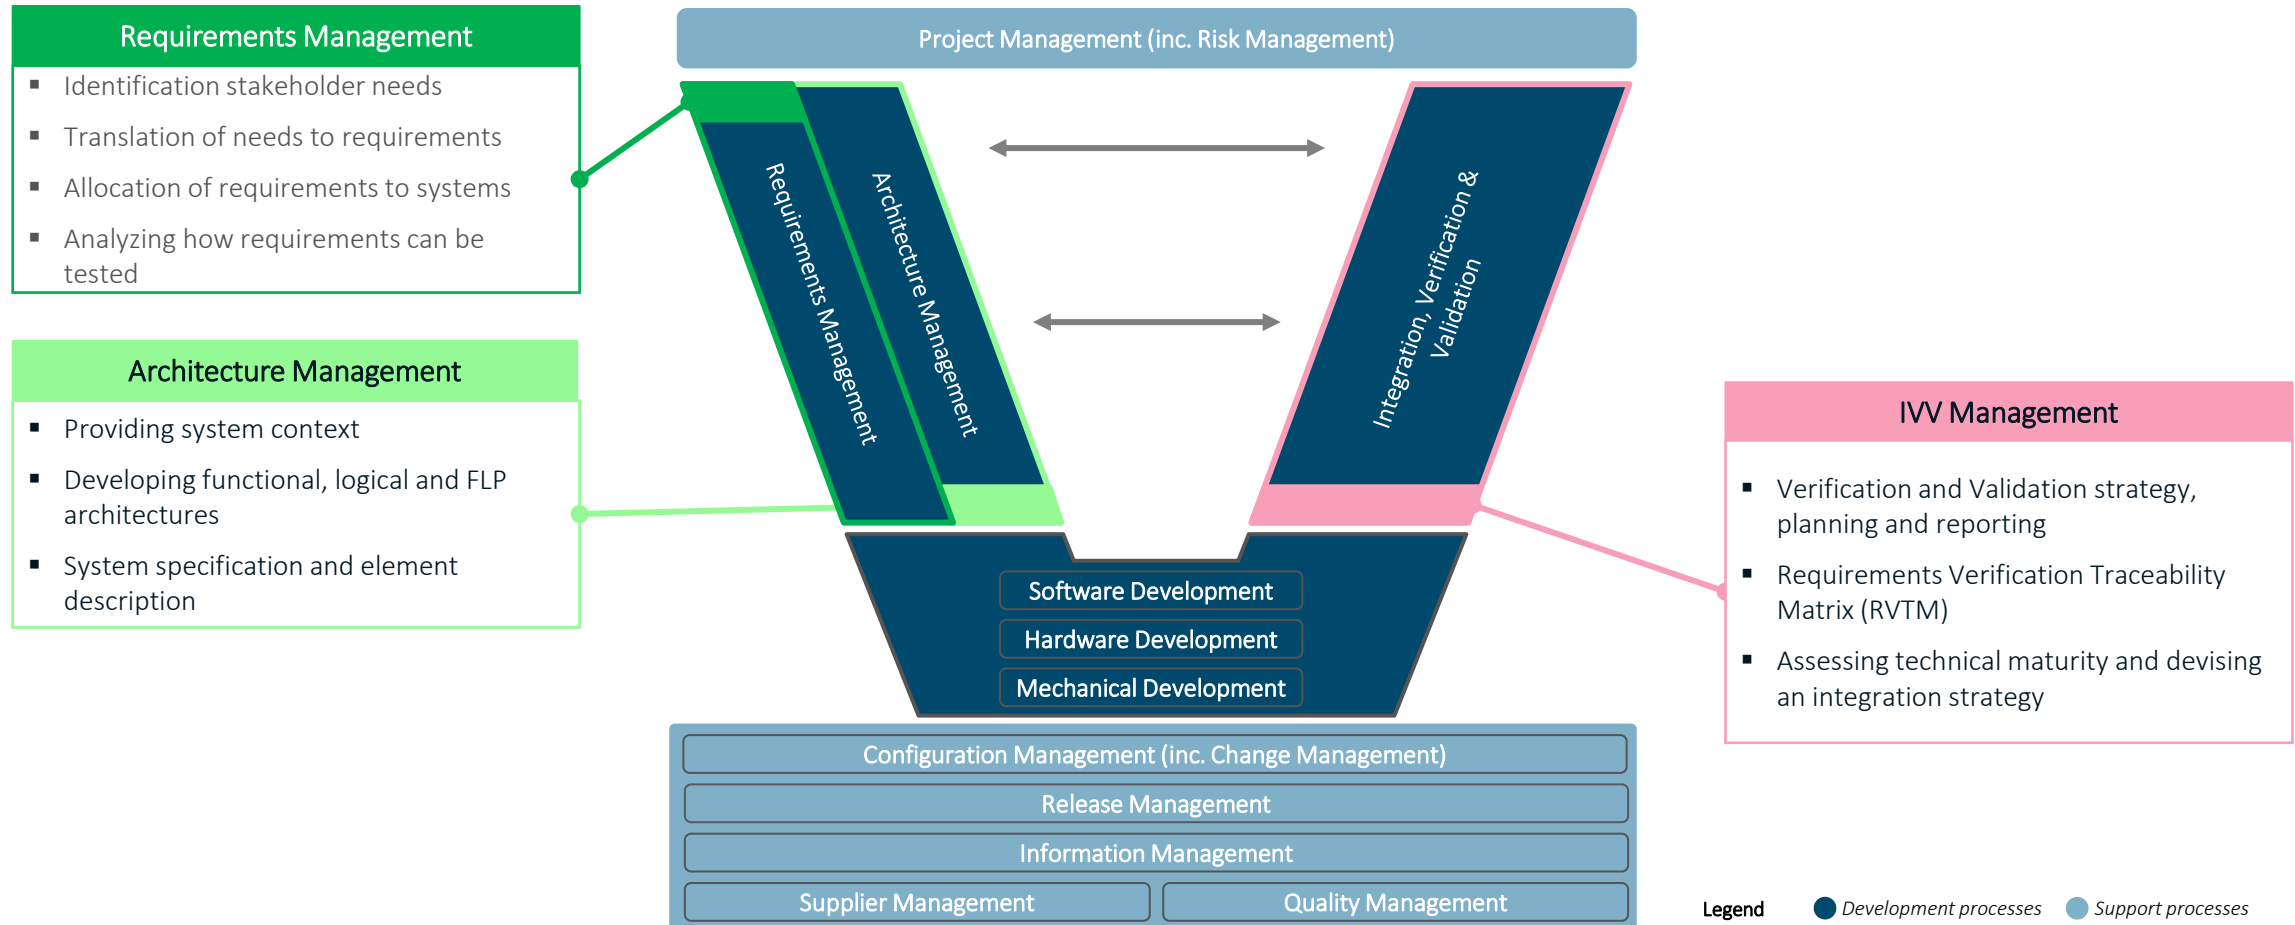 Requirements Management
▪ Identification stakeholder needs
▪ Translation of needs to requirements
▪ Allocation of requirements to systems
▪ Analyzing how requirements can be
tested
Architecture Management
▪ Providing system context
▪ Developing functional, logical and FLP
architectures
▪ System specification and element
description
Project Management (inc. Risk Management)
Requirements Management
Architecture Management
Integration, Verification &
Validation
Software Development
Hardware Development
Mechanical Development
Configuration Management (inc. Change Management)
Release Management
Information Management
Supplier Management
Quality Management
IVV Management
▪ Verification and Validation strategy,
planning and reporting
▪ Requirements Verification Traceability
Matrix (RVTM)
▪ Assessing technical maturity and devising
an integration strategy
Legend
Development processes
Support processes